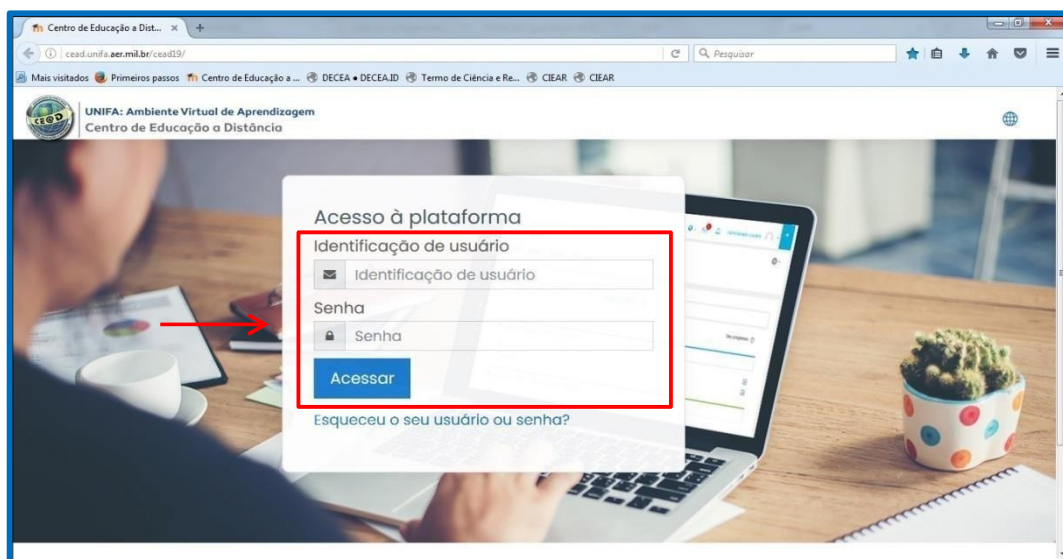 Centro de Educação a Dist... × +
cead.unifa.aer.mil.br/cead19/ Pesquisar
Mais visitados Primeiros passos Centro de Educação a ... DECEA • DECEA.ID Termo de Ciência e Re... CIEAR CIEAR
CE@D
UNIFA: Ambiente Virtual de Aprendizagem
Centro de Educação a Distância
Acesso à plataforma
Identificação de usuário
Identificação de usuário
Senha
Senha
Acessar
Esqueceu o seu usuário ou senha?